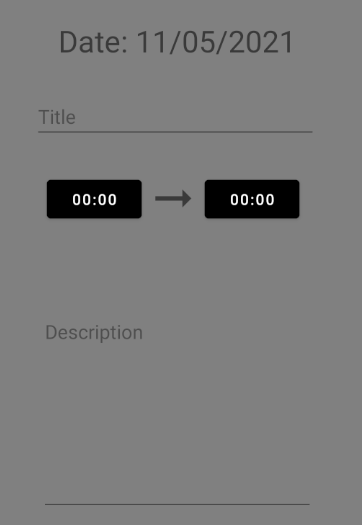 Date: 11/05/2021
Title
00:00 00:00
Description